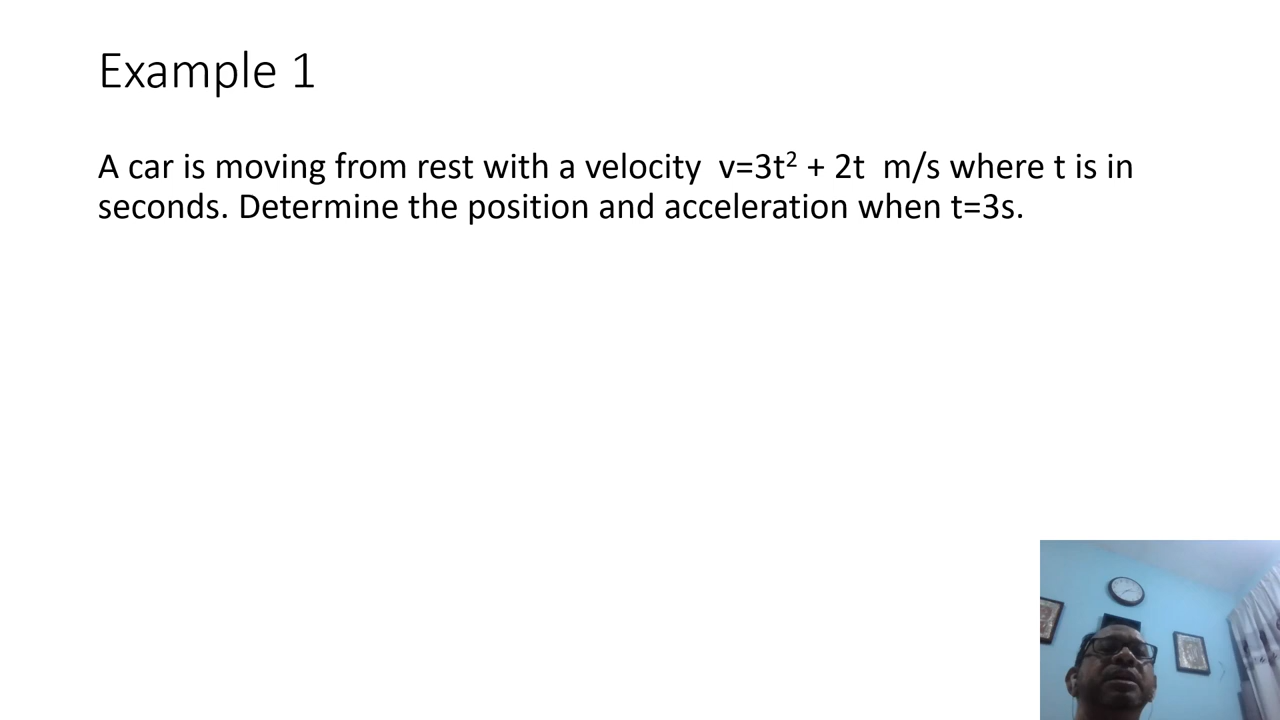 Example 1
A car is moving from rest with a velocity v=3t² + 2t m/s where t is in
seconds. Determine the position and acceleration when t=3s.